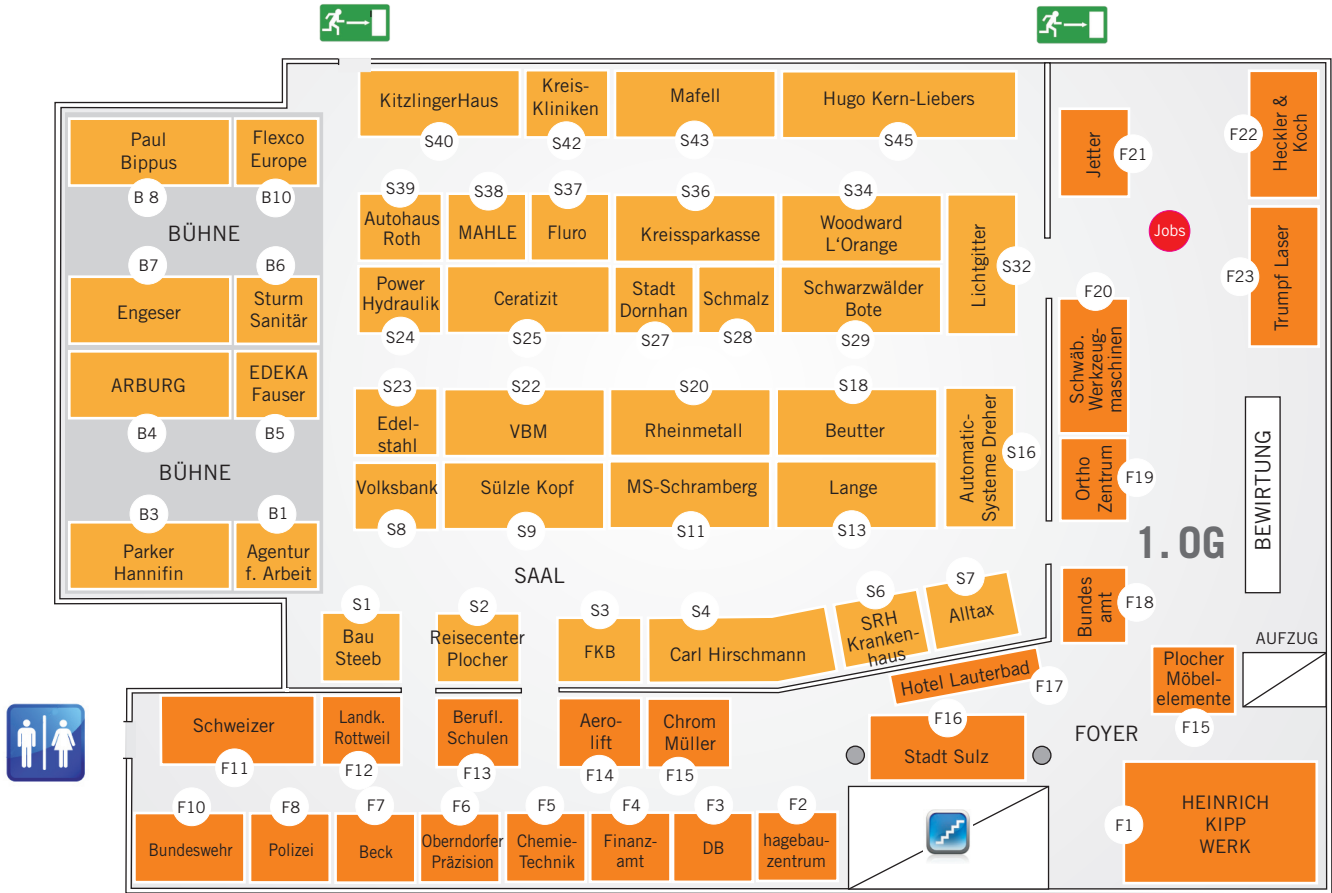 KitzlingerHaus
S40
Kreis-
Kliniken
S42
Mafell
S43
Hugo Kern-Liebers
S45
Paul
Bippus
B 8
Flexco
Europe
B10
BÜHNE
B7
Engeser
B6
Sturm
Sanitär
ARBURG
B4
EDEKA
Fauser
B5
BÜHNE
B3
Parker
Hannifin
B1
Agentur
f. Arbeit
S39
Autohaus
Roth
S38
MAHLE
S37
Fluro
S36
Kreissparkasse
S34
Woodward
L'Orange
Lichtgitter
S32
Power
Hydraulik
S24
Ceratizit
S25
Stadt
Dornhan
S27
Schmalz
S28
Schwarzwälder
Bote
S29
S23
Edel-
stahl
S22
VBM
S20
Rheinmetall
S18
Beutter
Automatic-
Systeme Dreher
S16
Volksbank
S8
Sülzle Kopf
S9
MS-Schramberg
S11
Lange
S13
SAAL
S1
Bau
Steeb
S2
Reisecenter
Plocher
S3
FKB
S4
Carl Hirschmann
S6
SRH
Kranken-
haus
S7
Alltax
Jetter
F21
Heckler &
Koch
F22
Jobs
Trumpf Laser
F23
F20
Schwäb.
Werkzeug-
maschinen
Ortho
Zentrum
F19
1. OG
BEWIRTUNG
Bundes
amt
F18
AUFZUG
Plocher
Möbel-
elemente
F15
Hotel Lauterbad
F17
F16
Stadt Sulz
FOYER
F1
HEINRICH
KIPP
WERK
Schweizer
F11
Landk.
Rottweil
F12
Berufl.
Schulen
F13
Aero-
lift
F14
Chrom
Müller
F15
F10
Bundeswehr
F8
Polizei
F7
Beck
F6
Oberndorfer
Präzision
F5
Chemie-
Technik
F4
Finanz-
amt
F3
DB
F2
hagebau-
zentrum